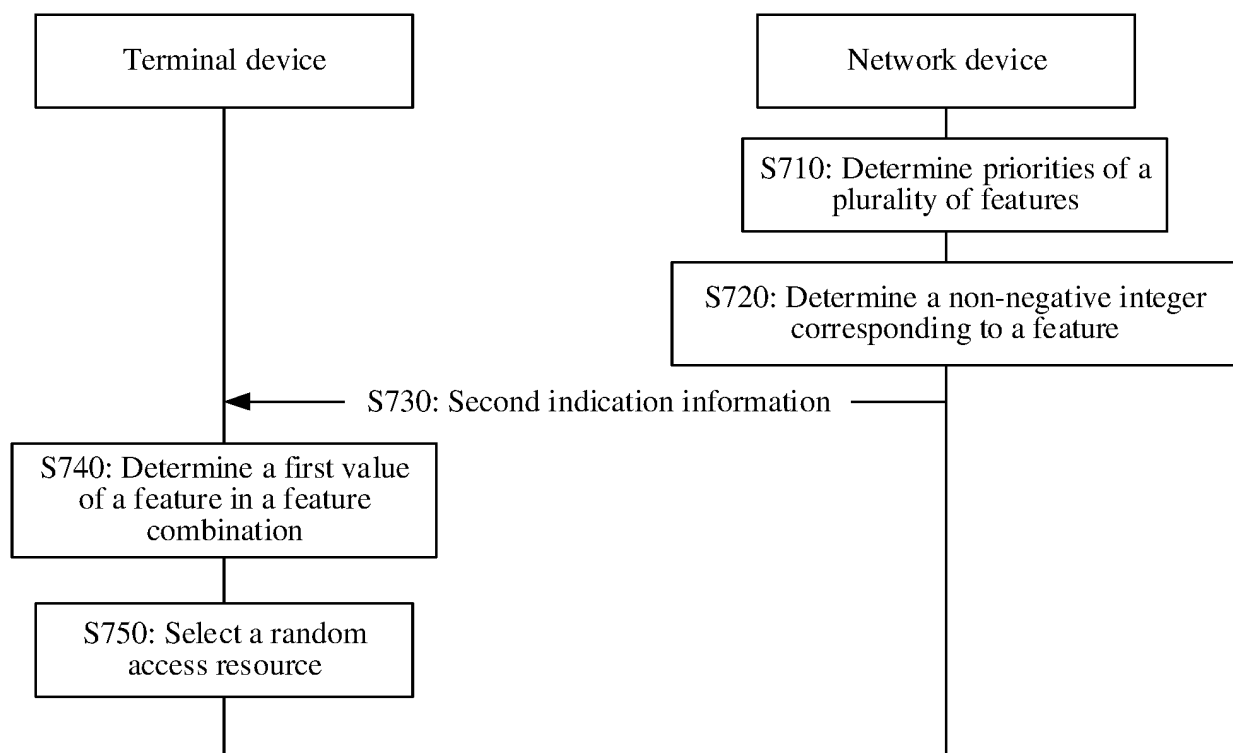 Terminal device
Network device
S710: Determine priorities of a
plurality of features
S720: Determine a non-negative integer
corresponding to a feature
S730: Second indication information
S740: Determine a first value
of a feature in a feature
combination
S750: Select a random
access resource